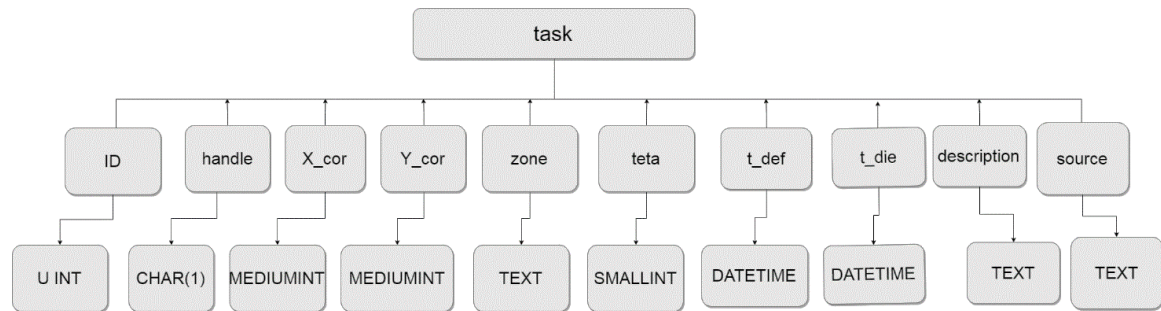 task
ID
handle
X_cor
Y_cor
zone
teta
t_def
t_die
description
source
U INT
CHAR(1)
MEDIUMINT
MEDIUMINT
TEXT
SMALLINT
DATETIME
DATETIME
TEXT
TEXT